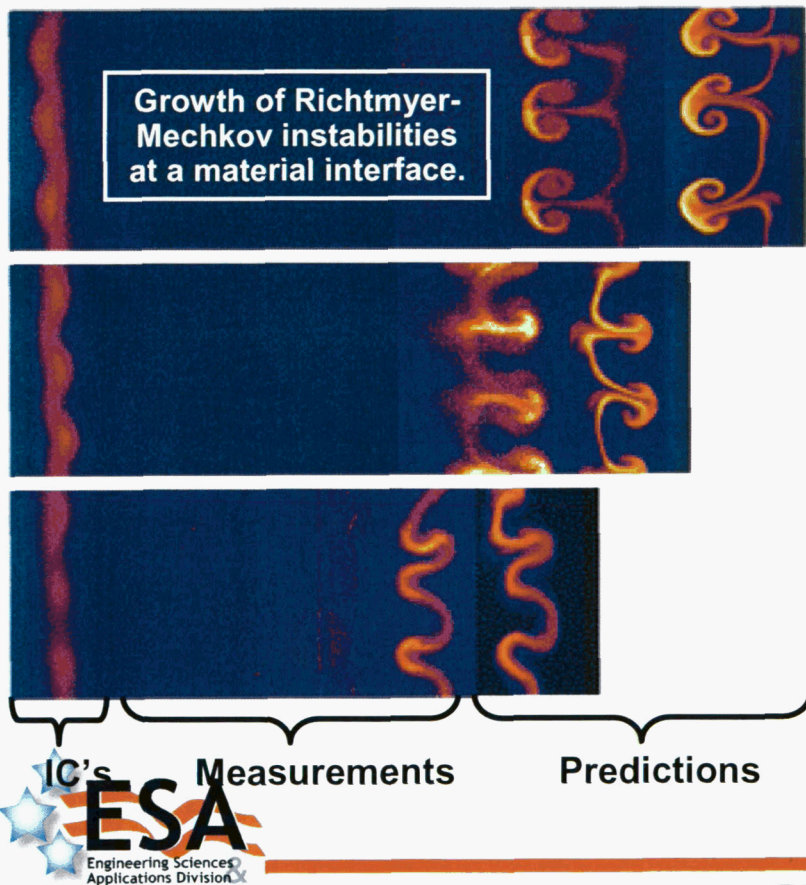 Growth of Richtmyer-
Mechkov instabilities
at a material interface.
IC's
Measurements
Predictions
ESA
Engineering Sciences &
Applications Division